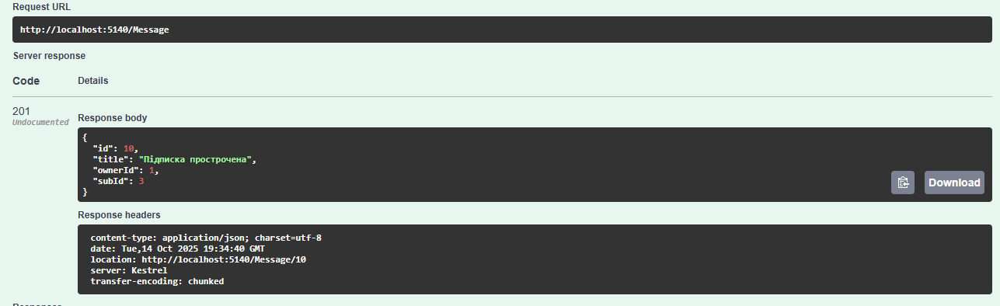 Request URL
http://localhost:5140/Message
Server response
Code Details
201
Undocumented
Response body
{
"id": 10,
"title": "Підписка прострочена",
"ownerId": 1,
"subId": 3
}
Download
Response headers
content-type: application/json; charset=utf-8
date: Tue,14 Oct 2025 19:34:40 GMT
location: http://localhost:5140/Message/10
server: Kestrel
transfer-encoding: chunked
Responses